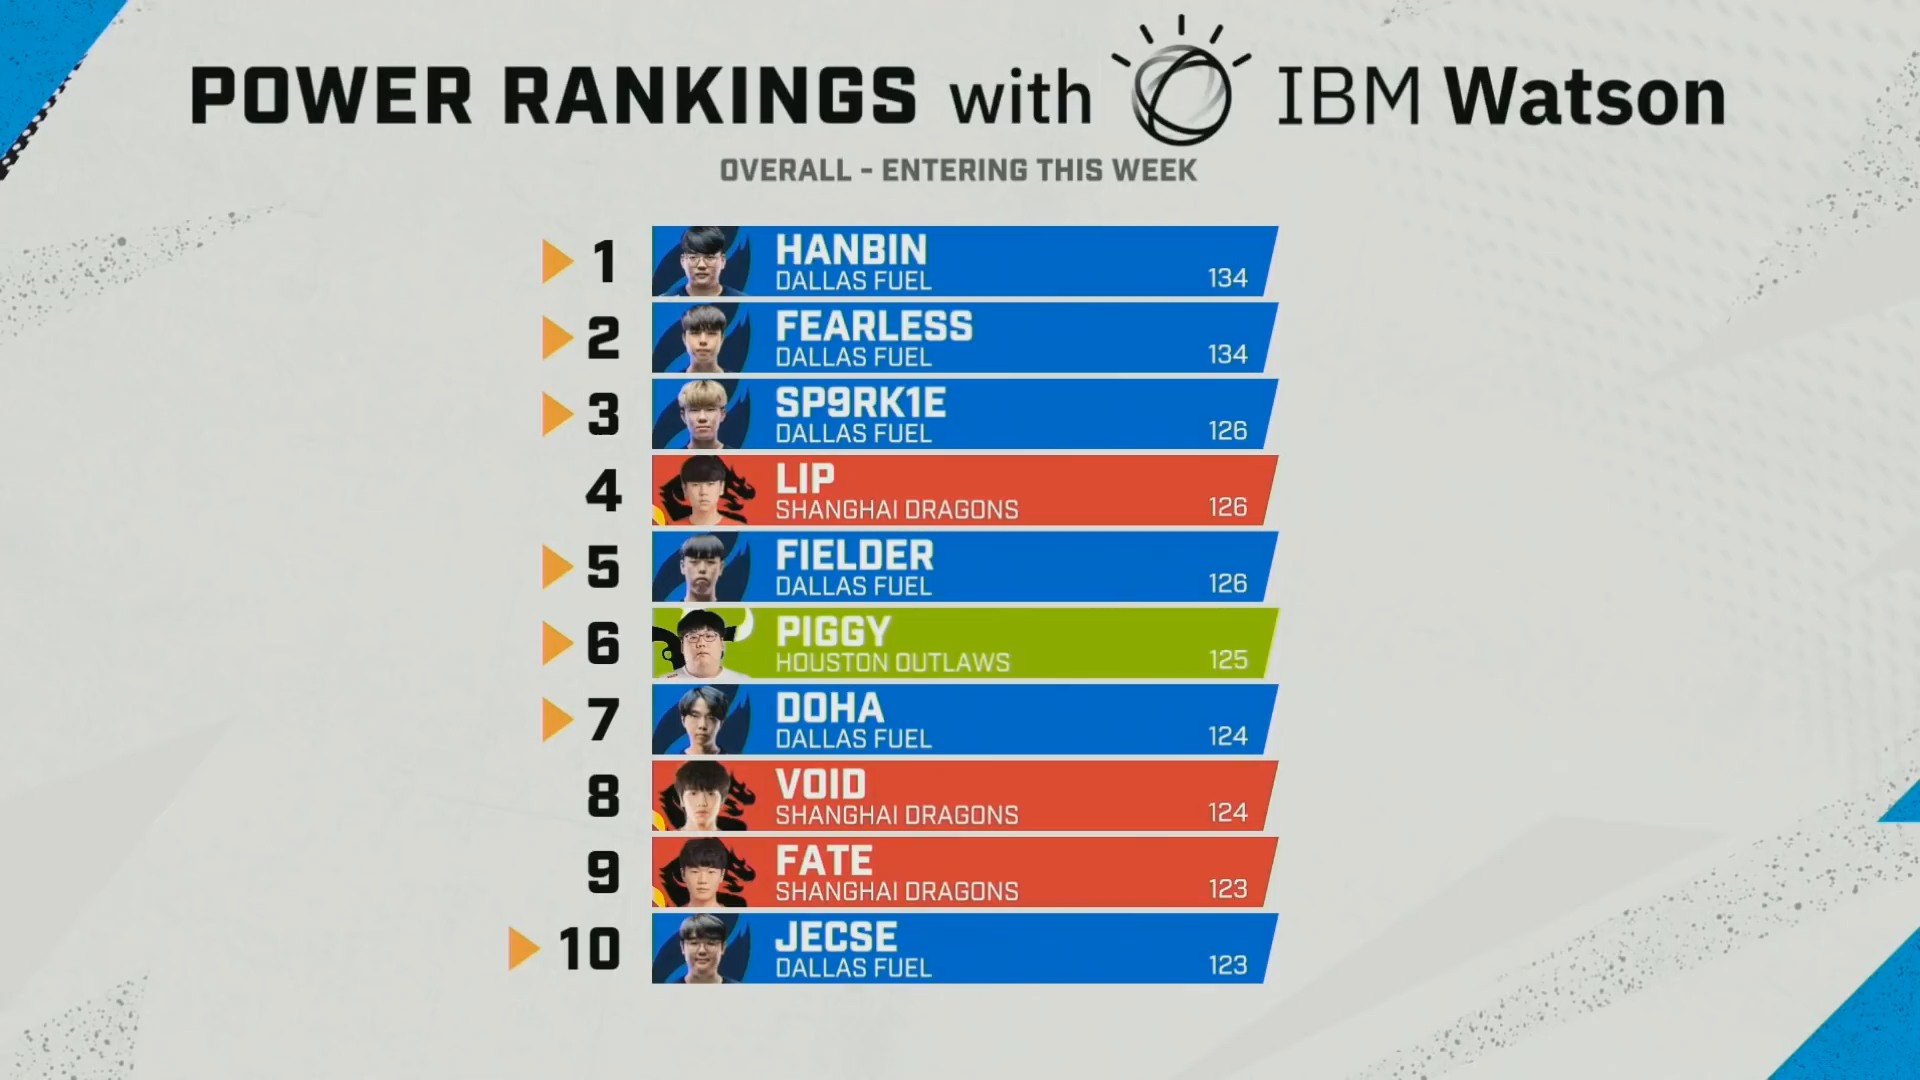 POWER RANKINGS with IBM Watson
OVERALL - ENTERING THIS WEEK
1 HANBIN
DALLAS FUEL 134
2 FEARLESS
DALLAS FUEL 134
3 SP9RK1E
DALLAS FUEL 126
4 LIP
SHANGHAI DRAGONS 126
5 FIELDER
DALLAS FUEL 126
6 PIGGY
HOUSTON OUTLAWS 125
7 DOHA
DALLAS FUEL 124
8 VOID
SHANGHAI DRAGONS 124
9 FATE
SHANGHAI DRAGONS 123
10 JECSE
DALLAS FUEL 123